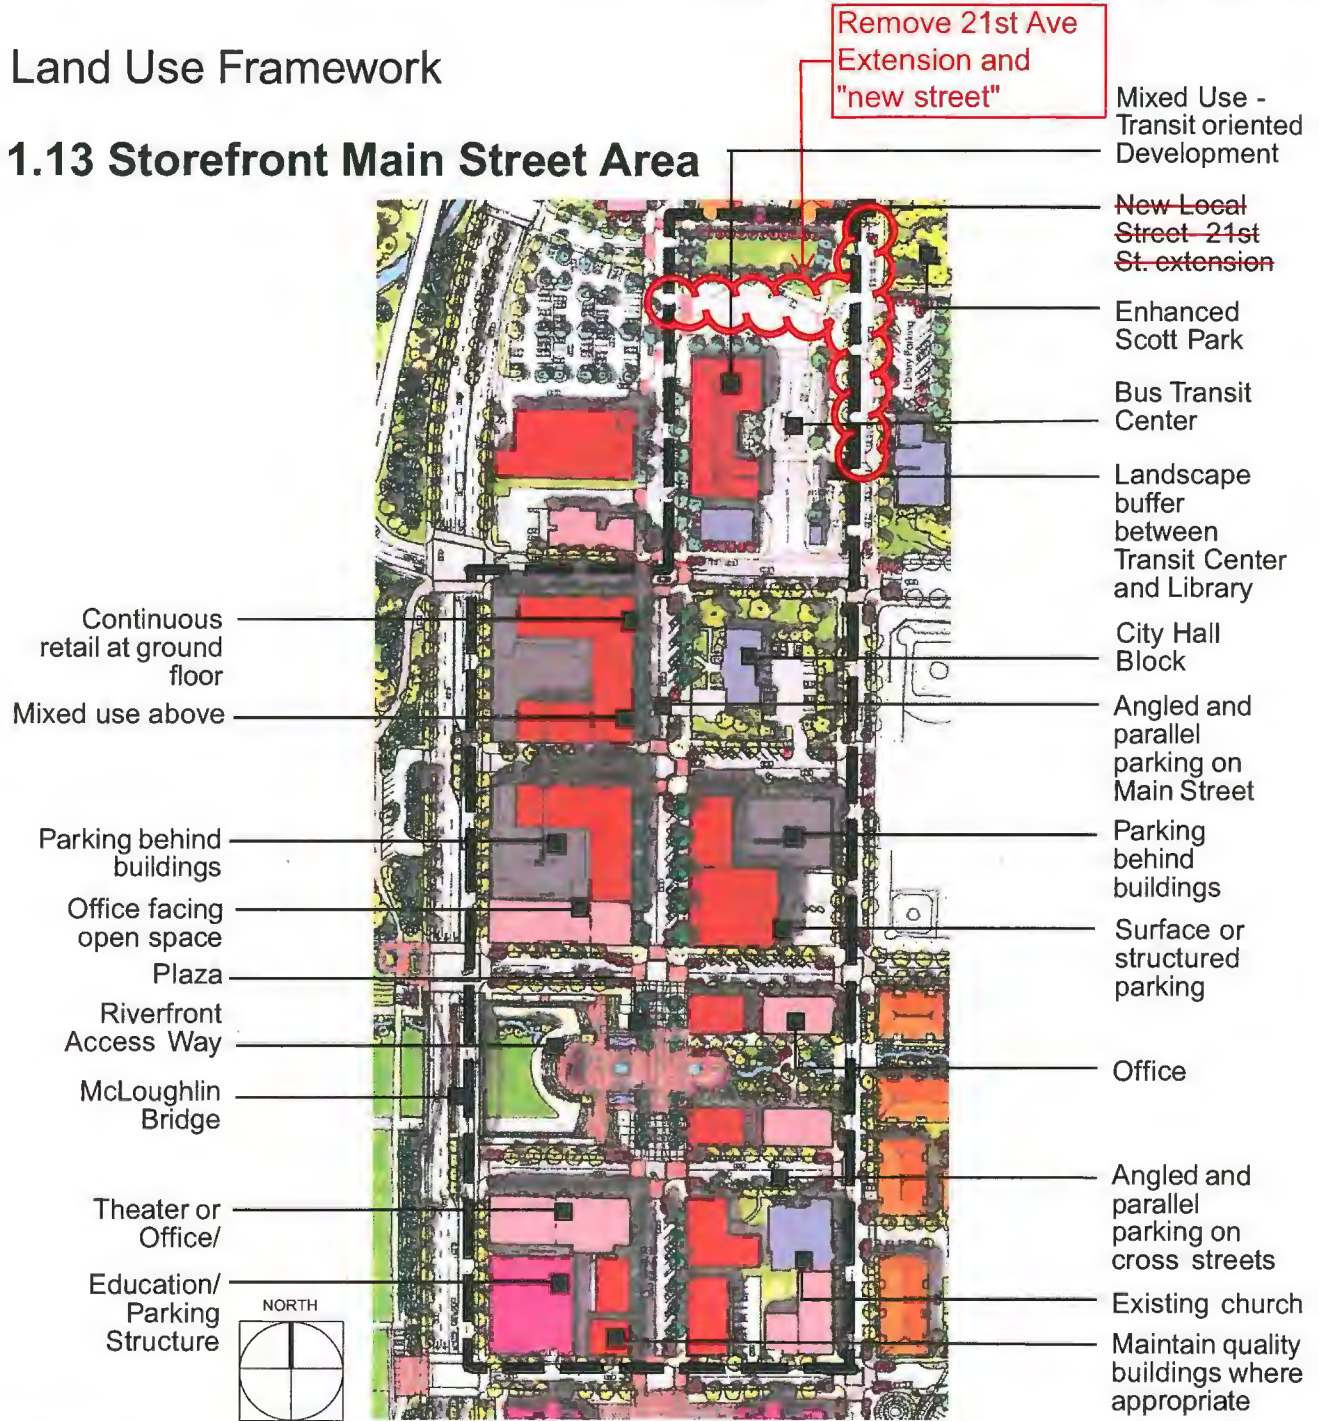 Land Use Framework
1.13 Storefront Main Street Area
Remove 21st Ave
Extension and
"new street"
Mixed Use -
Transit oriented
Development
New Local
Street- 21st
St. extension
Enhanced
Scott Park
Bus Transit
Center
Landscape
buffer
between
Transit Center
and Library
City Hall
Block
Angled and
parallel
parking on
Main Street
Parking
behind
buildings
Surface or
structured
parking
Office
Angled and
parallel
parking on
cross streets
Existing church
Maintain quality
buildings where
appropriate
Continuous
retail at ground
floor
Mixed use above
Parking behind
buildings
Office facing
open space
Plaza
Riverfront
Access Way
McLoughlin
Bridge
Theater or
Office/
Education/
Parking
Structure
NORTH
Library Parking